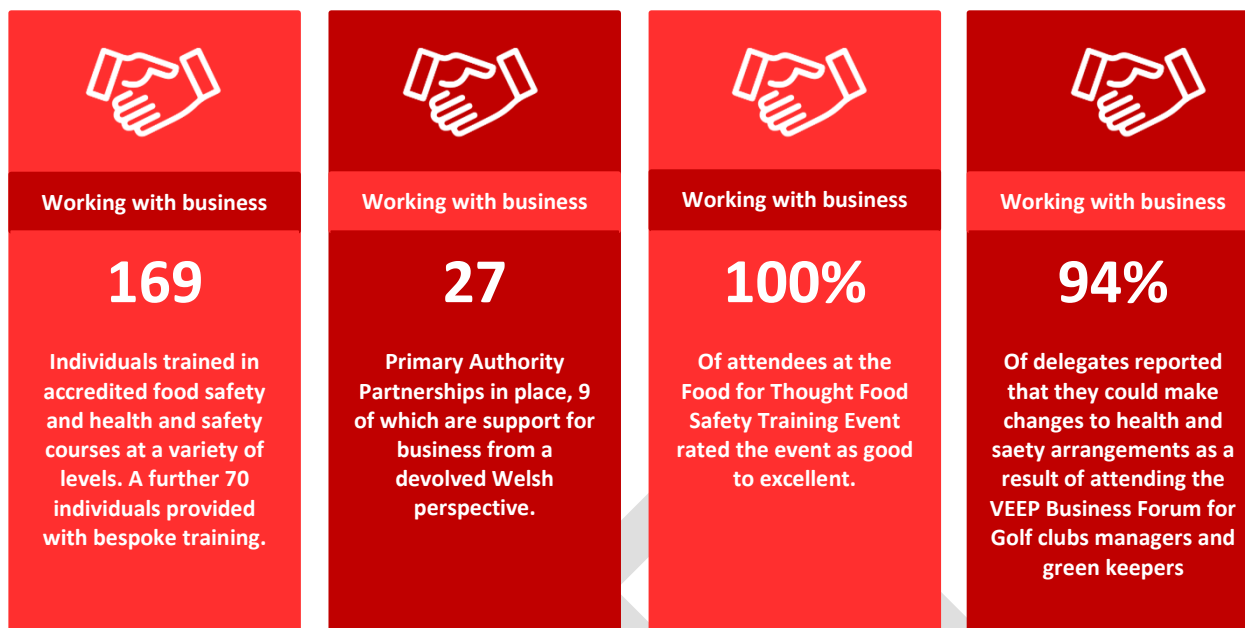 Working with business
169
Individuals trained in
accredited food safety
and health and safety
courses at a variety of
levels. A further 70
individuals provided
with bespoke training.
Working with business
27
Primary Authority
Partnerships in place, 9
of which are support for
business from a
devolved Welsh
perspective.
Working with business
100%
Of attendees at the
Food for Thought Food
Safety Training Event
rated the event as good
to excellent.
Working with business
94%
Of delegates reported
that they could make
changes to health and
saety arrangements as a
result of attending the
VEEP Business Forum for
Golf clubs managers and
green keepers